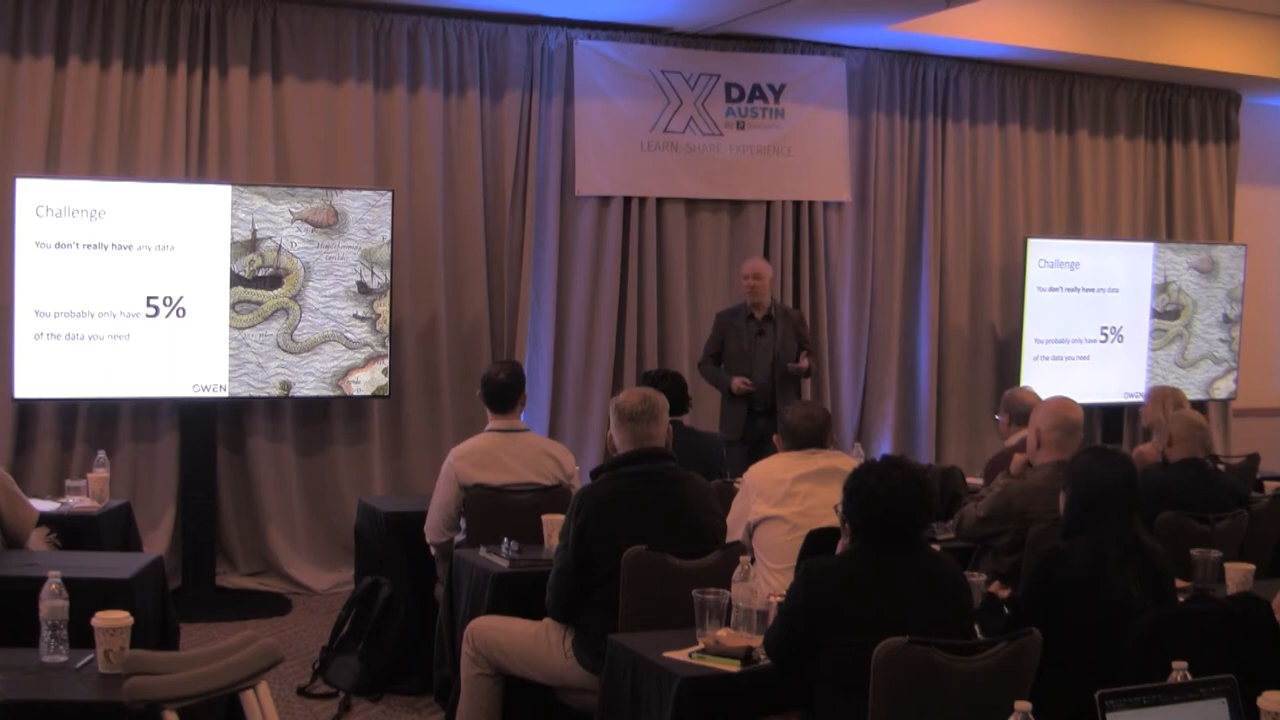 X DAY
AUSTIN
LEARN. SHARE. EXPERIENCE.
Challenge
You don't really have any data
You probably only have 5%
of the data you need
OWEN
Challenge
You don't really have any data
You probably only have 5%
of the data you need
OWEN